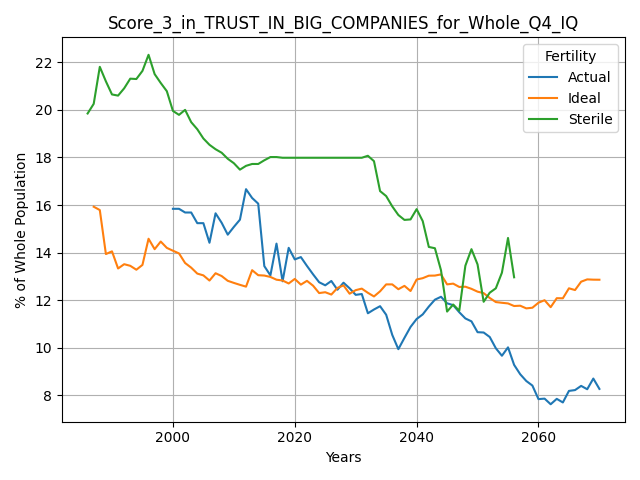 Score_3_in_TRUST_IN_BIG_COMPANIES_for_Whole_Q4_IQ
Fertility
Actual
Ideal
Sterile
% of Whole Population
22
20
18
16
14
12
10
8
2000 2020 2040 2060
Years